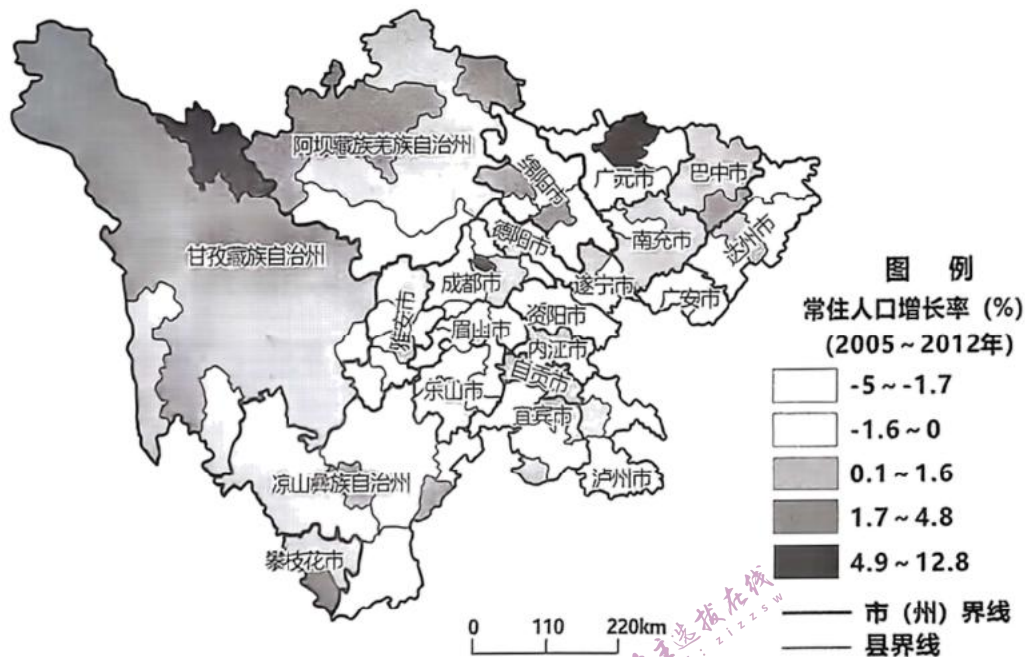 阿坝藏族羌族自治州
绵阳市
广元市
巴中市
甘孜藏族自治州
德阳市
南充市
达州市
成都市
遂宁市
广安市
雅安市
眉山市
资阳市
内江市
自贡市
乐山市
宜宾市
凉山彝族自治州
泸州市
攀枝花市
图 例
常住人口增长率 (%)
(2005~2012年)
-5~-1.7
-1.6~0
0.1~1.6
1.7~4.8
4.9~12.8
市 (州) 界线
县界线
0 110 220km
选拔在线
zizzsw